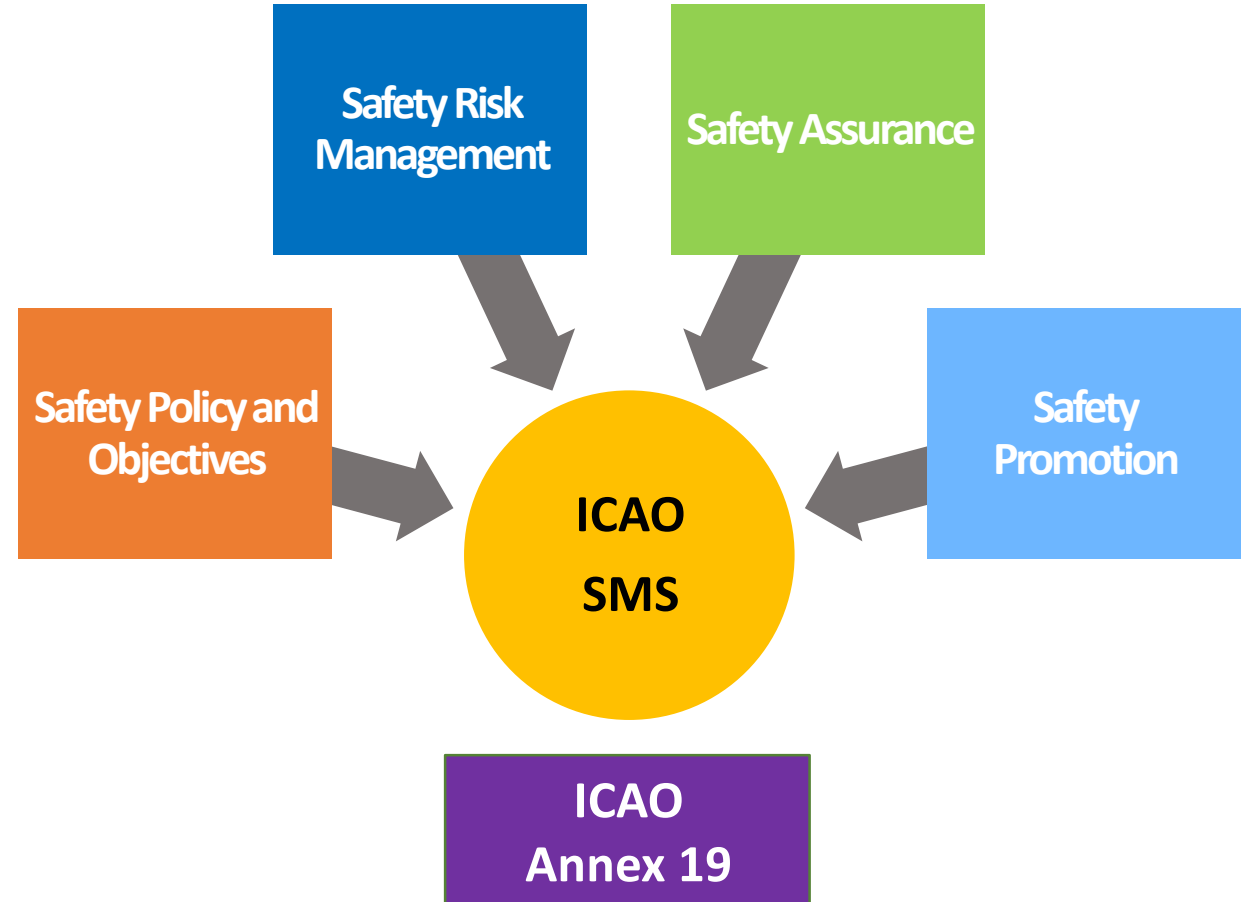 Safety Risk
Management
Safety Assurance
Safety Policy and
Objectives
Safety
Promotion
ICAO
SMS
ICAO
Annex 19